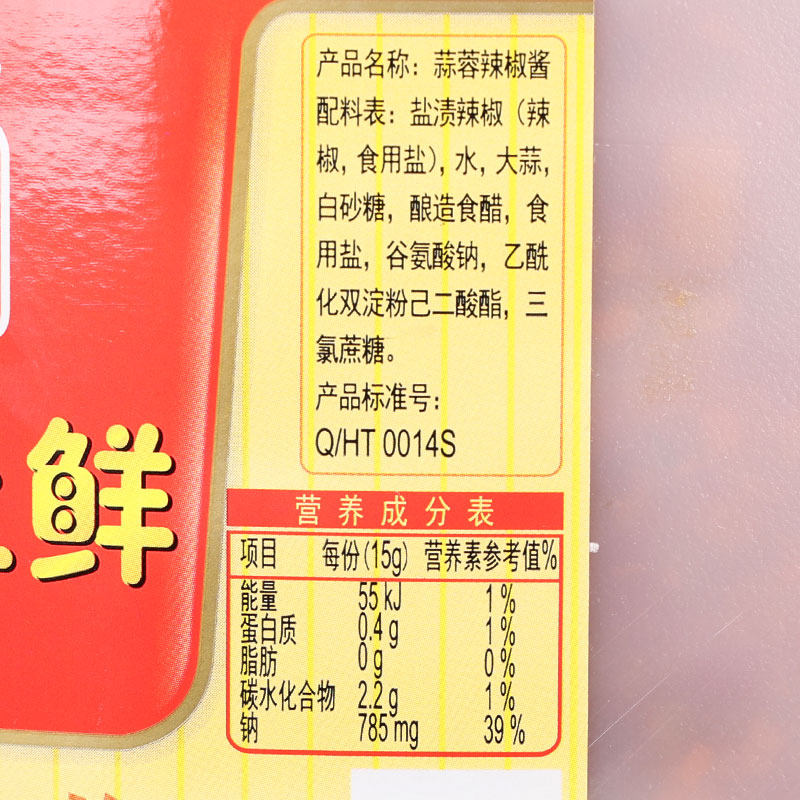 产品名称：蒜蓉辣椒酱
配料表：盐渍辣椒（辣
椒, 食用盐), 水, 大蒜,
白砂糖, 酿造食醋, 食
用盐, 谷氨酸钠, 乙酰
化双淀粉己二酸酯, 三
氯蔗糖。
产品标准号：
Q/HT 0014S
鲜
营养成分表
项目 每份(15g) 营养素参考值%
能量 55 kJ 1%
蛋白质 0.4 g 1%
脂肪 0 g 0%
碳水化合物 2.2 g 1%
钠 785 mg 39%